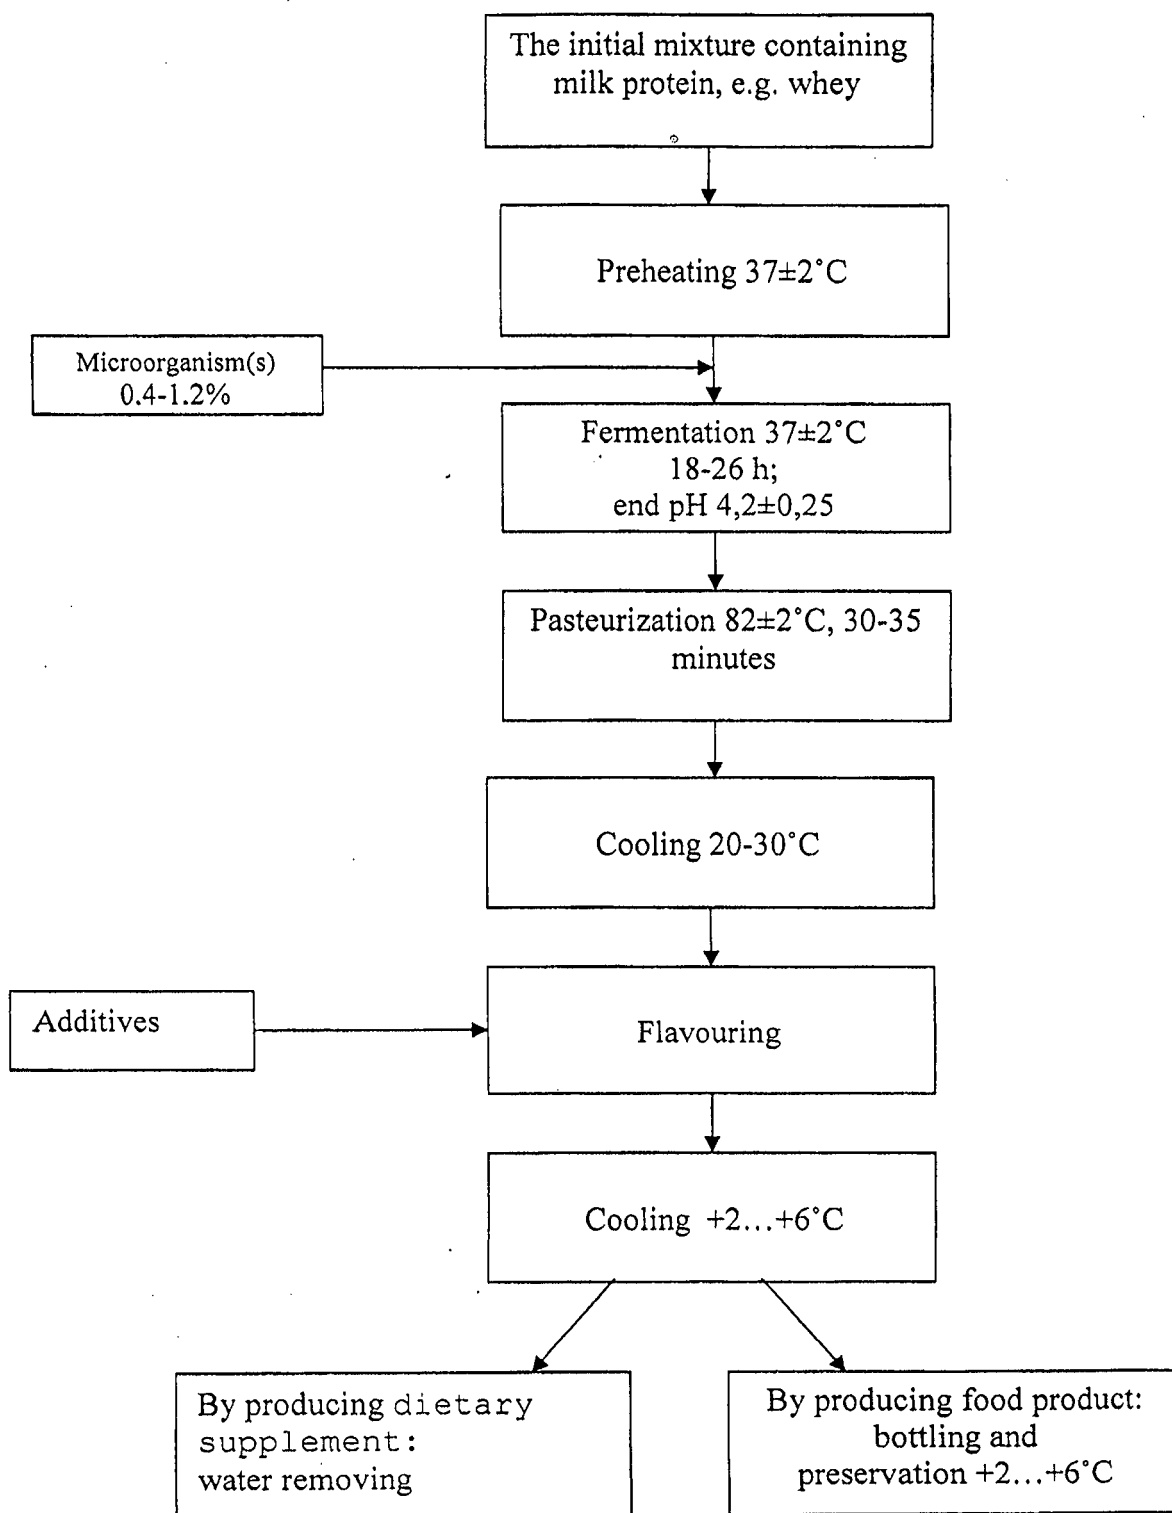 The initial mixture containing
milk protein, e.g. whey
Preheating 37±2°C
Microorganism(s)
0.4-1.2%
Fermentation 37±2°C
18-26 h;
end pH 4,2±0,25
Pasteurization 82±2°C, 30-35
minutes
Cooling 20-30°C
Additives
Flavouring
Cooling +2...+6°C
By producing dietary
supplement:
water removing
By producing food product:
bottling and
preservation +2...+6°C